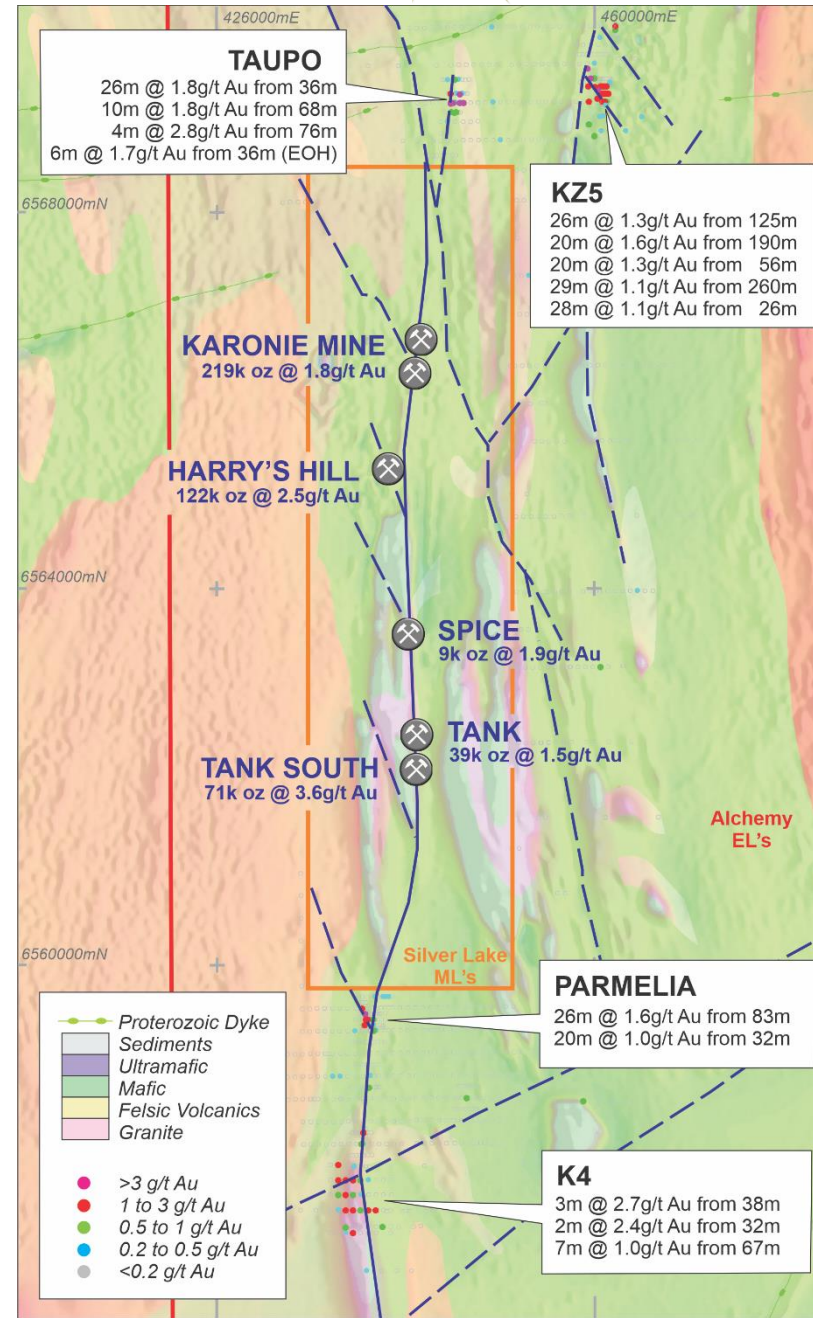 426000mE
460000mE
TAUPO
26m @ 1.8g/t Au from 36m
10m @ 1.8g/t Au from 68m
4m @ 2.8g/t Au from 76m
6m @ 1.7g/t Au from 36m (EOH)
KZ5
26m @ 1.3g/t Au from 125m
20m @ 1.6g/t Au from 190m
20m @ 1.3g/t Au from 56m
29m @ 1.1g/t Au from 260m
28m @ 1.1g/t Au from 26m
6568000mN
KARONIE MINE
219k oz @ 1.8g/t Au
HARRY'S HILL
122k oz @ 2.5g/t Au
6564000mN
SPICE
9k oz @ 1.9g/t Au
TANK
39k oz @ 1.5g/t Au
TANK SOUTH
71k oz @ 3.6g/t Au
Alchemy
EL's
6560000mN
Silver Lake
ML's
PARMELIA
26m @ 1.6g/t Au from 83m
20m @ 1.0g/t Au from 32m
K4
3m @ 2.7g/t Au from 38m
2m @ 2.4g/t Au from 32m
7m @ 1.0g/t Au from 67m
Proterozoic Dyke
Sediments
Ultramafic
Mafic
Felsic Volcanics
Granite
>3 g/t Au
1 to 3 g/t Au
0.5 to 1 g/t Au
0.2 to 0.5 g/t Au
<0.2 g/t Au